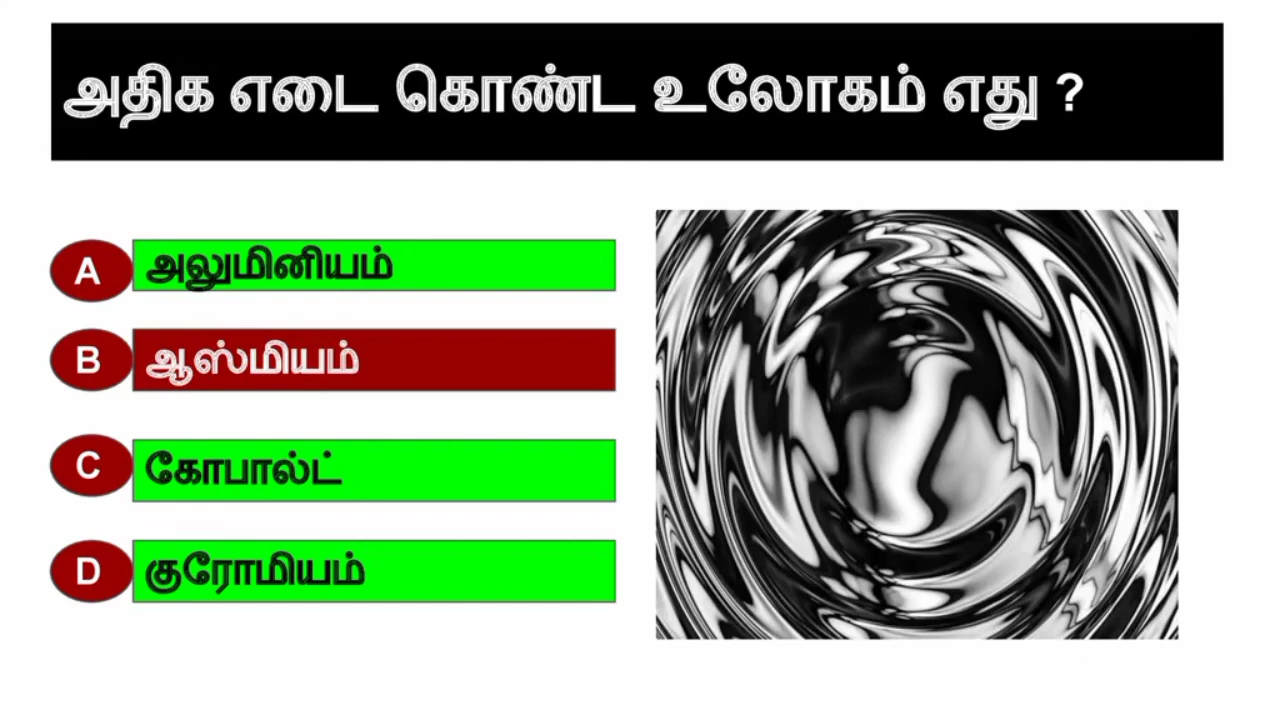 அதிக எடை கொண்ட உலோகம் எது ?
A அலுமினியம்
B ஆஸ்மியம்
C கோபால்ட்
D குரோமியம்